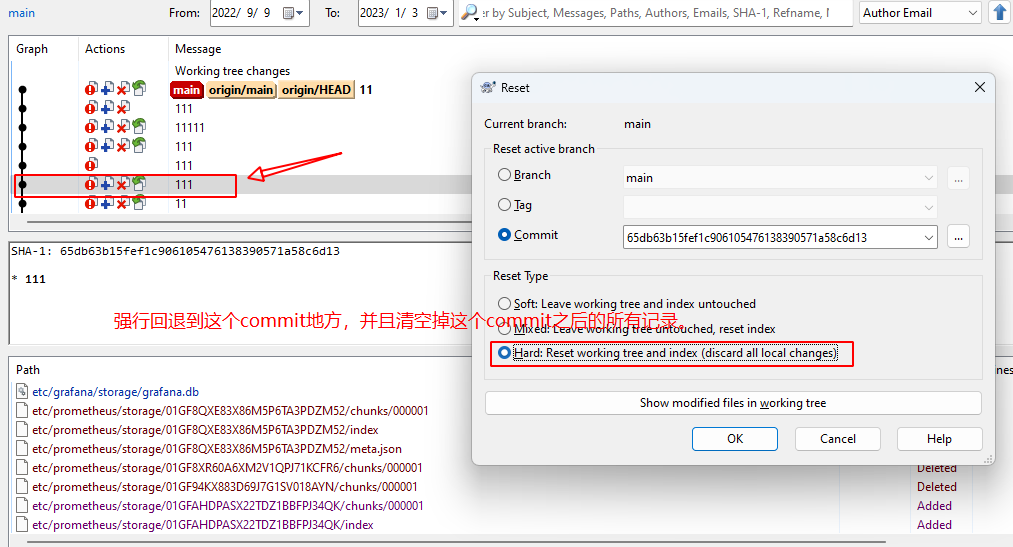 main
From:
2022/ 9/ 9
To:
2023/ 1/ 3
er by Subject, Messages, Paths, Authors, Emails, SHA-1, Refname, M
Author Email
Graph
Actions
Message
Working tree changes
main origin/main origin/HEAD 11
111
11111
111
111
111
11
SHA-1: 65db63b15fef1c906105476138390571a58c6d13
* 111
强行回退到这个commit地方，并且清空掉这个commit之后的所有记录。
Reset
Current branch:
main
Reset active branch
Branch
main
...
Tag
Commit
65db63b15fef1c906105476138390571a58c6d13
...
Reset Type
Soft: Leave working tree and index untouched
Mixed: Leave working tree untouched, reset index
Hard: Reset working tree and index (discard all local changes)
Show modified files in working tree
OK
Cancel
Help
Path
etc/grafana/storage/grafana.db
etc/prometheus/storage/01GF8QXE83X86M5P6TA3PDZM52/chunks/000001
etc/prometheus/storage/01GF8QXE83X86M5P6TA3PDZM52/index
etc/prometheus/storage/01GF8QXE83X86M5P6TA3PDZM52/meta.json
etc/prometheus/storage/01GF8XR60A6XM2V1QPJ71KCFR6/chunks/000001
Deleted
etc/prometheus/storage/01GF94KX883D69J7G1SV018AYN/chunks/000001
Deleted
etc/prometheus/storage/01GFAHDPASX22TDZ1BBFPJ34QK/chunks/000001
Added
etc/prometheus/storage/01GFAHDPASX22TDZ1BBFPJ34QK/index
Added